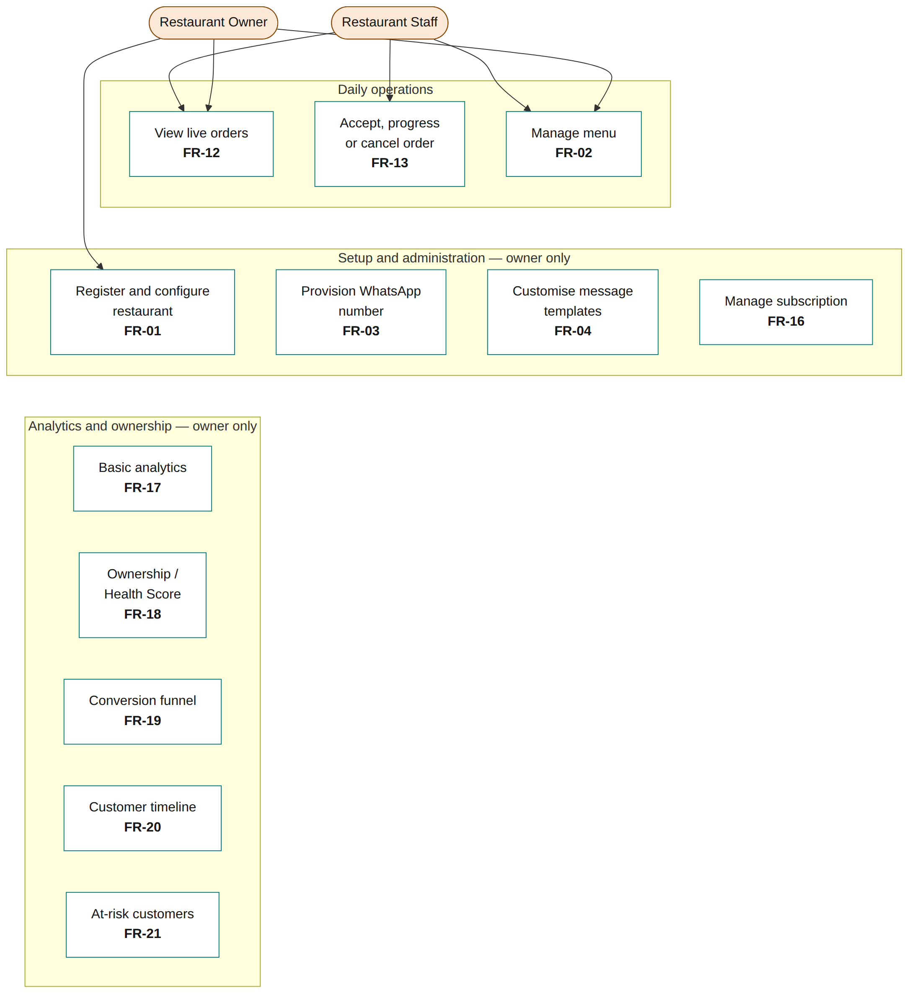 Restaurant Owner
Restaurant Staff
Daily operations
View live orders
FR-12
Accept, progress
or cancel order
FR-13
Manage menu
FR-02
Setup and administration — owner only
Register and configure
restaurant
FR-01
Provision WhatsApp
number
FR-03
Customise message
templates
FR-04
Manage subscription
FR-16
Analytics and ownership — owner only
Basic analytics
FR-17
Ownership /
Health Score
FR-18
Conversion funnel
FR-19
Customer timeline
FR-20
At-risk customers
FR-21